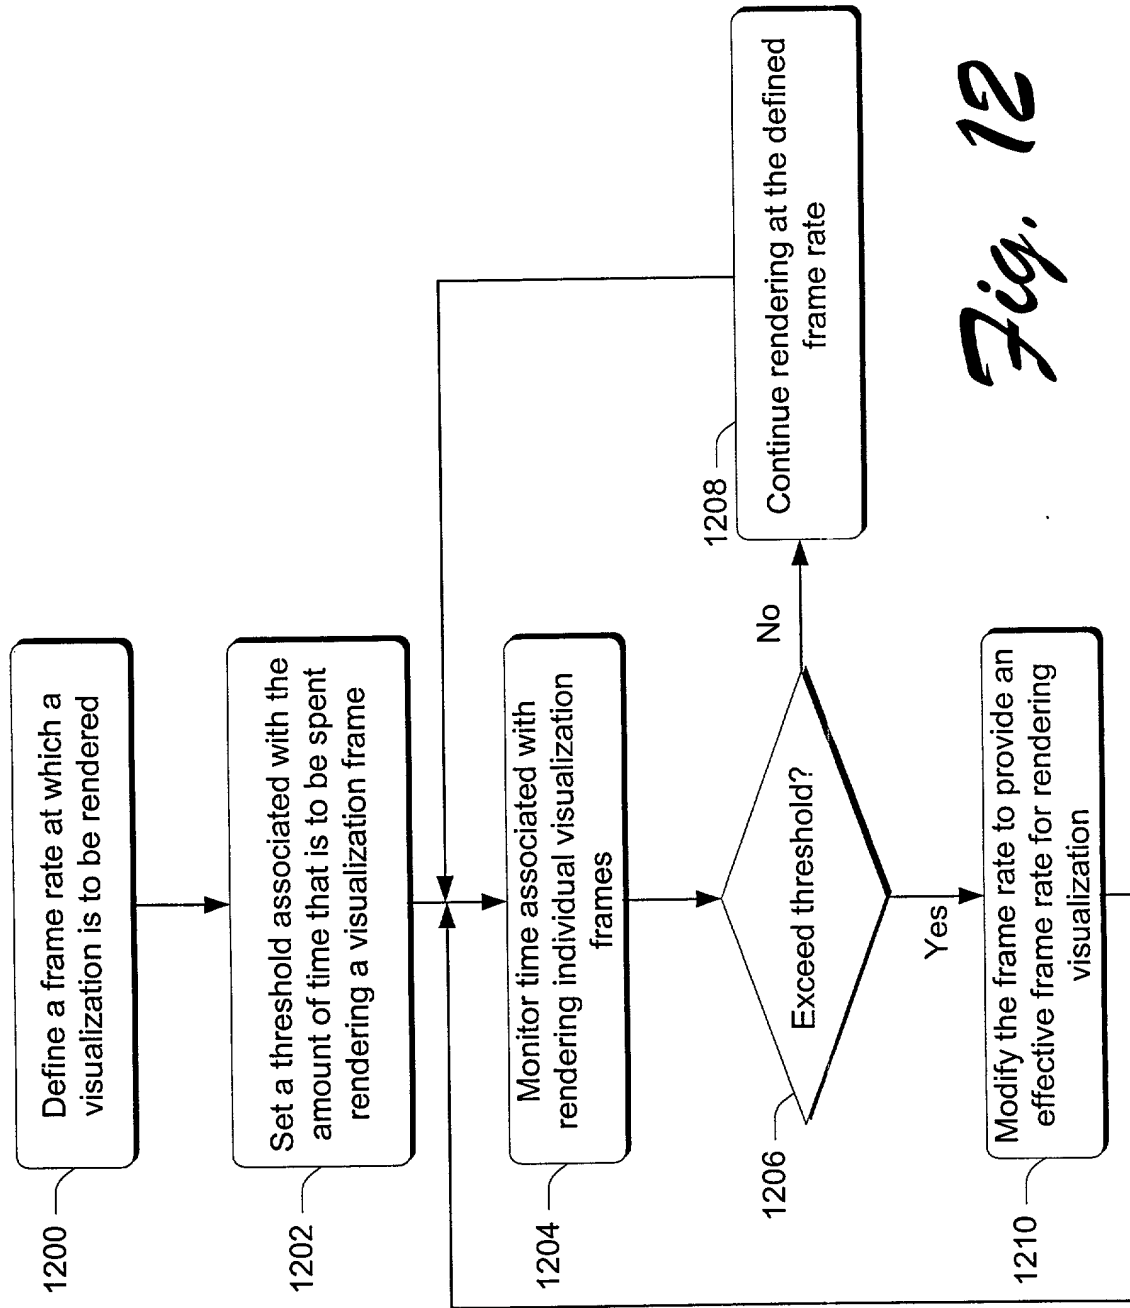 1200
Define a frame rate at which a
visualization is to be rendered
1202
Set a threshold associated with the
amount of time that is to be spent
rendering a visualization frame
1204
Monitor time associated with
rendering individual visualization
frames
1206
Exceed threshold?
No
1208
Continue rendering at the defined
frame rate
Yes
1210
Modify the frame rate to provide an
effective frame rate for rendering
visualization
Fig. 12